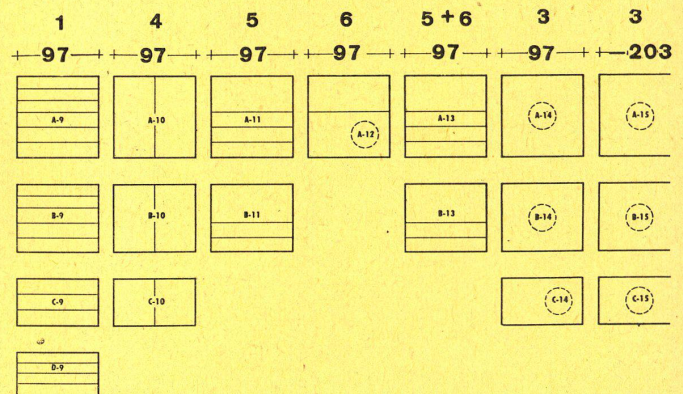 1 4 5 6 5+6 3 3
97 97 97 97 97 97 203
A-9 A-10 A-11 A-12 A-13 A-14 A-15
B-9 B-10 B-11 B-13 B-14 B-15
C-9 C-10 C-14 C-15
D-9